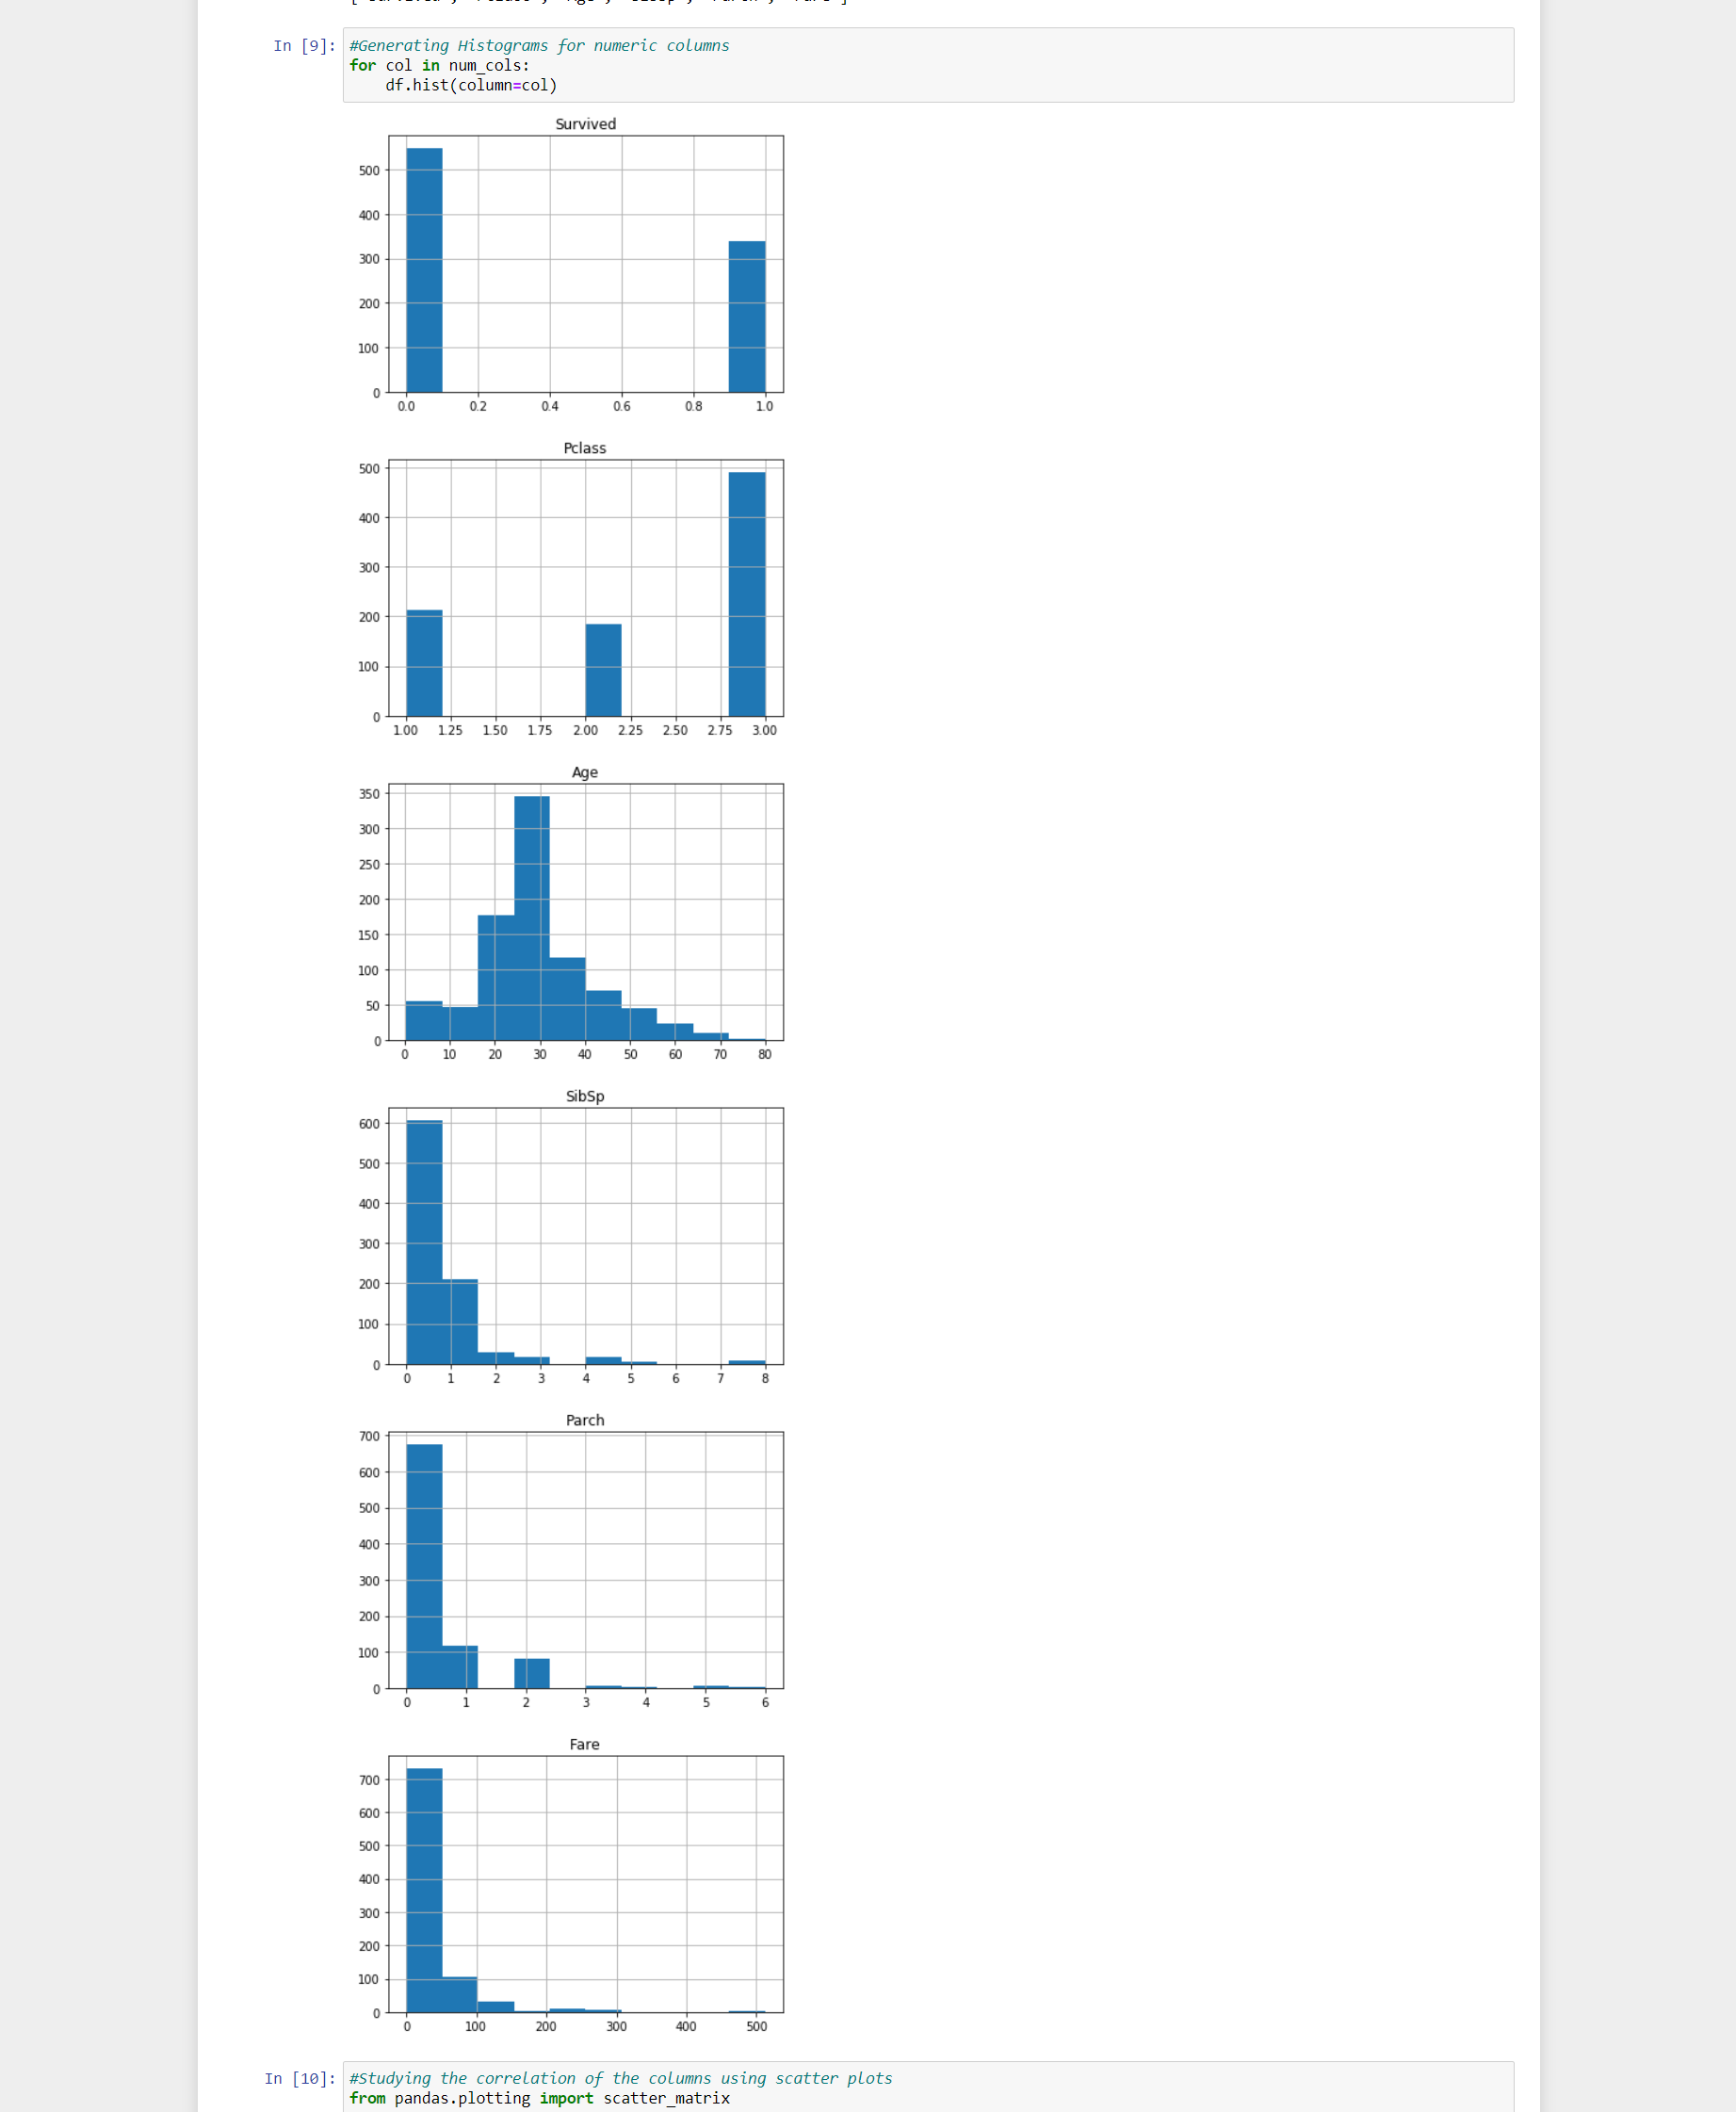 In [9]: #Generating Histograms for numeric columns
for col in num_cols:
    df.hist(column=col)
Survived
500
400
300
200
100
0
0.0 0.2 0.4 0.6 0.8 1.0
Pclass
500
400
300
200
100
0
1.00 1.25 1.50 1.75 2.00 2.25 2.50 2.75 3.00
Age
350
300
250
200
150
100
50
0
0 10 20 30 40 50 60 70 80
SibSp
600
500
400
300
200
100
0
0 1 2 3 4 5 6 7 8
Parch
700
600
500
400
300
200
100
0
0 1 2 3 4 5 6
Fare
700
600
500
400
300
200
100
0
0 100 200 300 400 500
In [10]: #Studying the correlation of the columns using scatter plots
from pandas.plotting import scatter_matrix